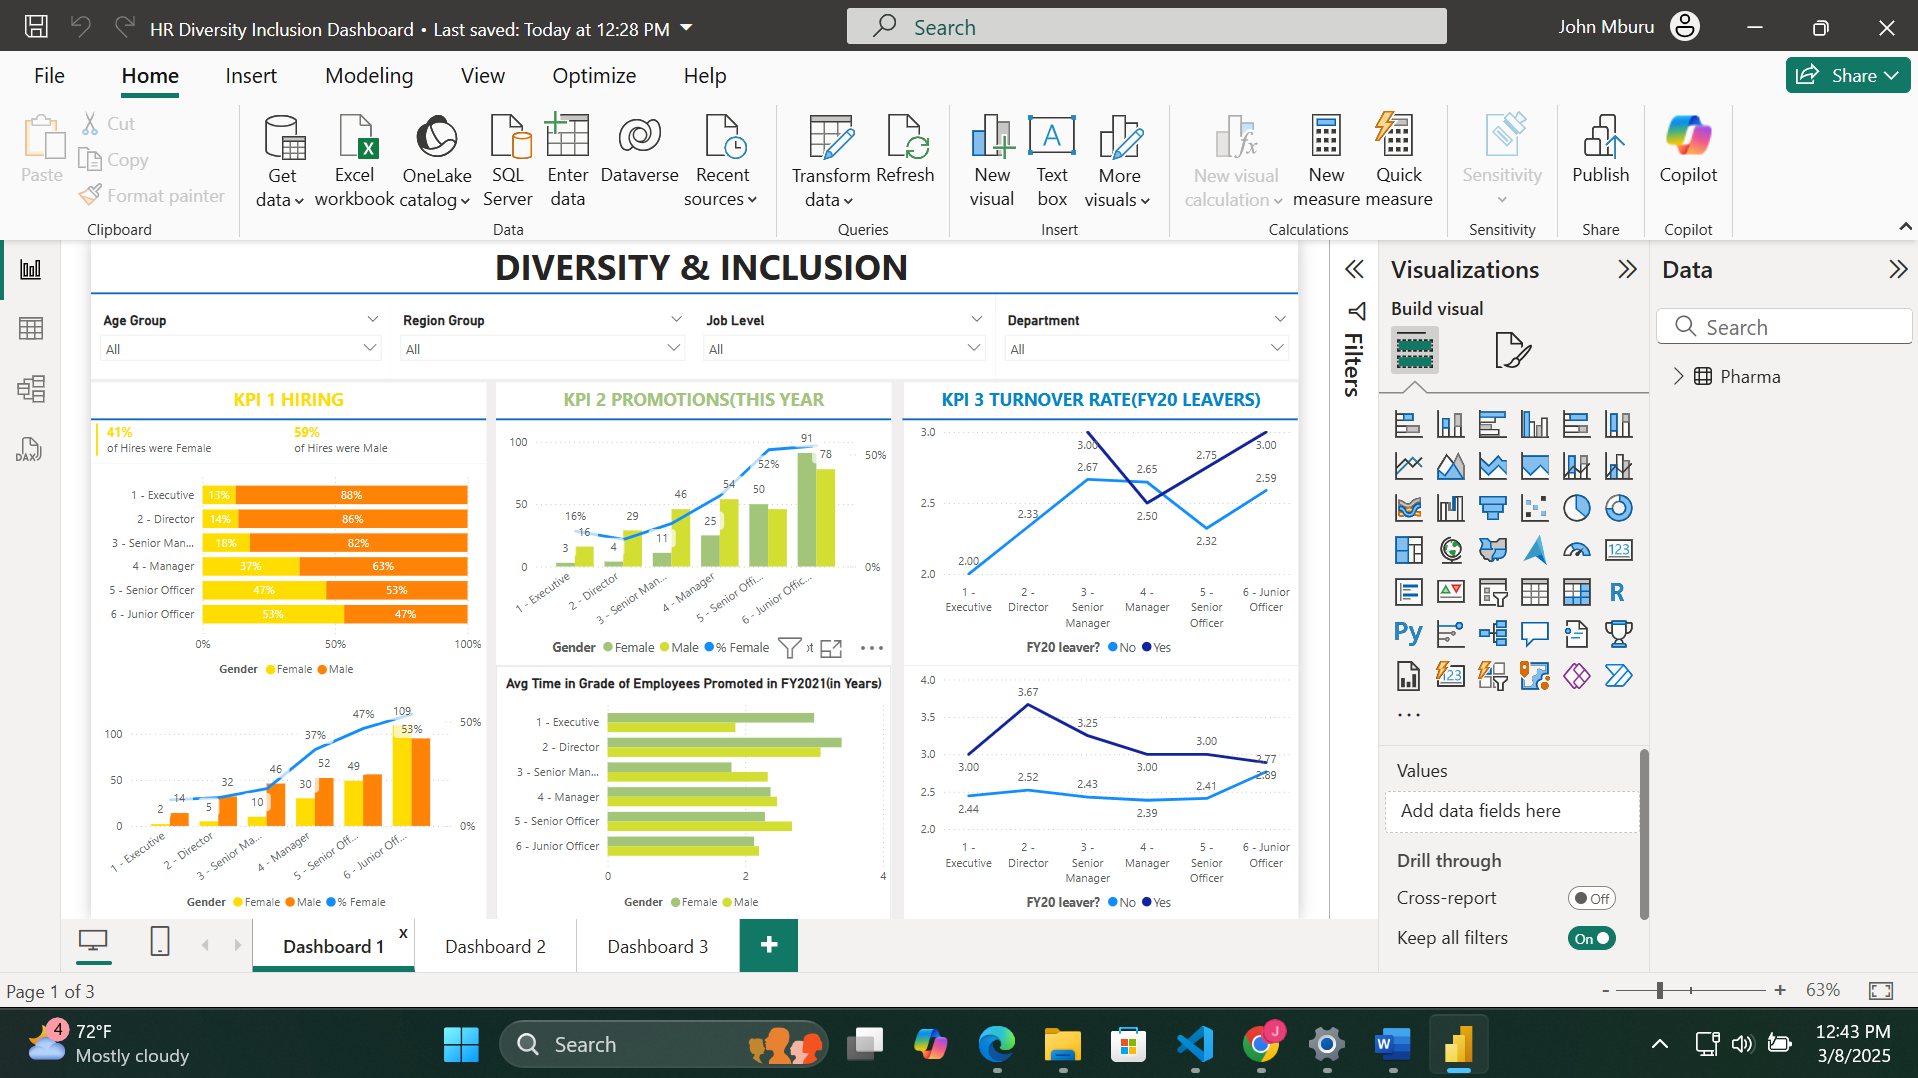 HR Diversity Inclusion Dashboard • Last saved: Today at 12:28 PM
Search
John Mburu
File Home Insert Modeling View Optimize Help
Share
Paste
Cut
Copy
Format painter
Clipboard
Get data
Excel workbook
OneLake catalog
SQL Server
Enter data
Dataverse
Recent sources
Data
Transform data
Refresh
Queries
New visual
Text box
More visuals
Insert
New visual calculation
New measure
Quick measure
Calculations
Sensitivity
Sensitivity
Publish
Share
Copilot
Copilot
DIVERSITY & INCLUSION
Age Group
All
Region Group
All
Job Level
All
Department
All
KPI 1 HIRING
41%
of Hires were Female
59%
of Hires were Male
1 - Executive 13% 88%
2 - Director 14% 86%
3 - Senior Man... 18% 82%
4 - Manager 37% 63%
5 - Senior Officer 47% 53%
6 - Junior Officer 53% 47%
0% 50% 100%
Gender Female Male
100
50
0
50%
0%
2 14 5 32 10 46 37% 30 52 47% 49 109 53%
1 - Executive
2 - Director
3 - Senior Ma...
4 - Manager
5 - Senior Off...
6 - Junior Off...
Gender Female Male % Female
KPI 2 PROMOTIONS(THIS YEAR
100
50
0
50%
0%
16% 3 16 4 29 11 46 25 54 52% 50 91 78
1 - Executive
2 - Director
3 - Senior Man...
4 - Manager
5 - Senior Offi...
6 - Junior Offic...
Gender Female Male % Female
Avg Time in Grade of Employees Promoted in FY2021(in Years)
1 - Executive
2 - Director
3 - Senior Man...
4 - Manager
5 - Senior Officer
6 - Junior Officer
0 2 4
Gender Female Male
KPI 3 TURNOVER RATE(FY20 LEAVERS)
3.0
2.5
2.0
2.00 2.33 3.00 2.67 2.65 2.50 2.75 2.32 3.00 2.59
1 - Executive
2 - Director
3 - Senior Manager
4 - Manager
5 - Senior Officer
6 - Junior Officer
FY20 leaver? No Yes
4.0
3.5
3.0
2.5
2.0
3.00 2.44 3.67 2.52 3.25 2.43 3.00 2.39 3.00 2.41 2.77 2.89
1 - Executive
2 - Director
3 - Senior Manager
4 - Manager
5 - Senior Officer
6 - Junior Officer
FY20 leaver? No Yes
Filters
Visualizations
Build visual
123
R
Py
123
Values
Add data fields here
Drill through
Cross-report
Off
Keep all filters
On
Data
Search
Pharma
DAX
Dashboard 1 x
Dashboard 2
Dashboard 3
+
Page 1 of 3
- + 63%
4
72°F
Mostly cloudy
Search
J
W
12:43 PM
3/8/2025